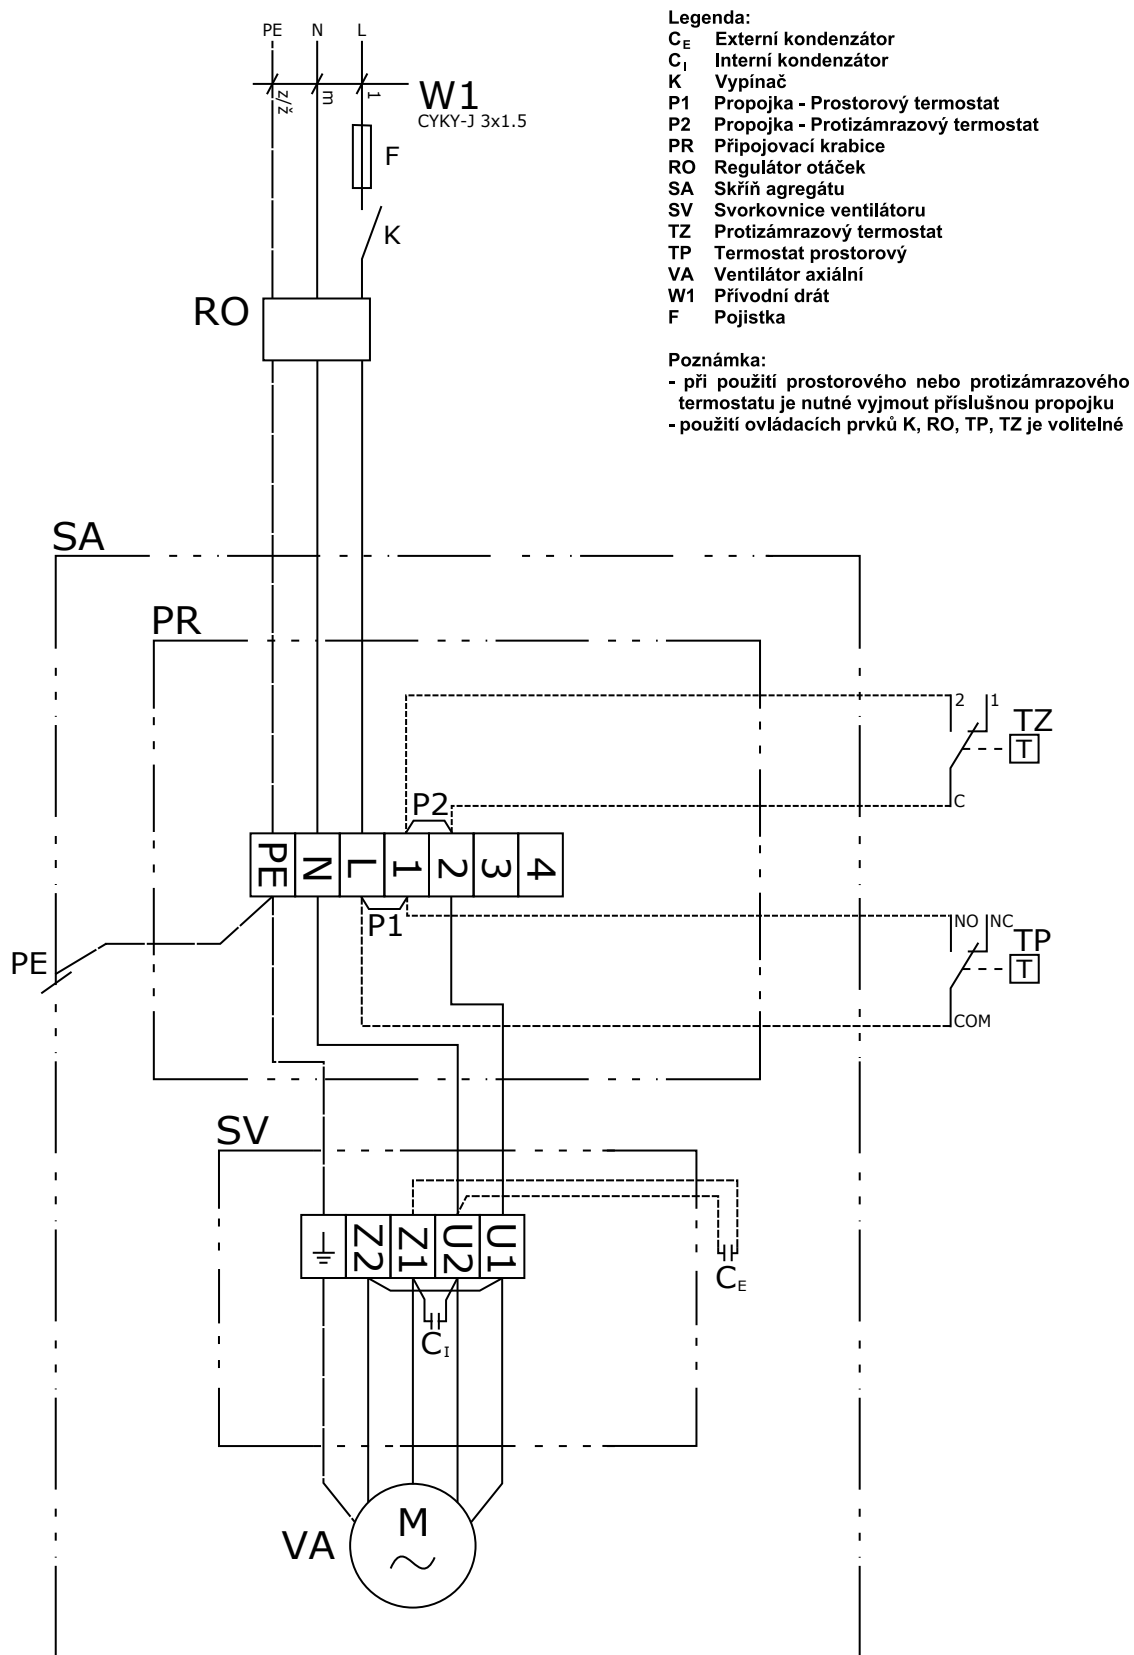 PE N L
z/ž m 1
W1
CYKY-J 3x1.5
F
K
RO
Legenda:
CE Externí kondenzátor
CI Interní kondenzátor
K Vypínač
P1 Propojka - Prostorový termostat
P2 Propojka - Protizámrazový termostat
PR Připojovací krabice
RO Regulátor otáček
SA Skříň agregátu
SV Svorkovnice ventilátoru
TZ Protizámrazový termostat
TP Termostat prostorový
VA Ventilátor axiální
W1 Přívodní drát
F Pojistka
Poznámka:
- při použití prostorového nebo protizámrazového
termostatu je nutné vyjmout příslušnou propojku
- použití ovládacích prvků K, RO, TP, TZ je volitelné
SA
PR
2 1 TZ
T
C
P2
PE N L 1 2 3 4
P1
NO NC TP
T
COM
PE
SV
Z2 Z1 U2 U1
CE
CI
M
VA